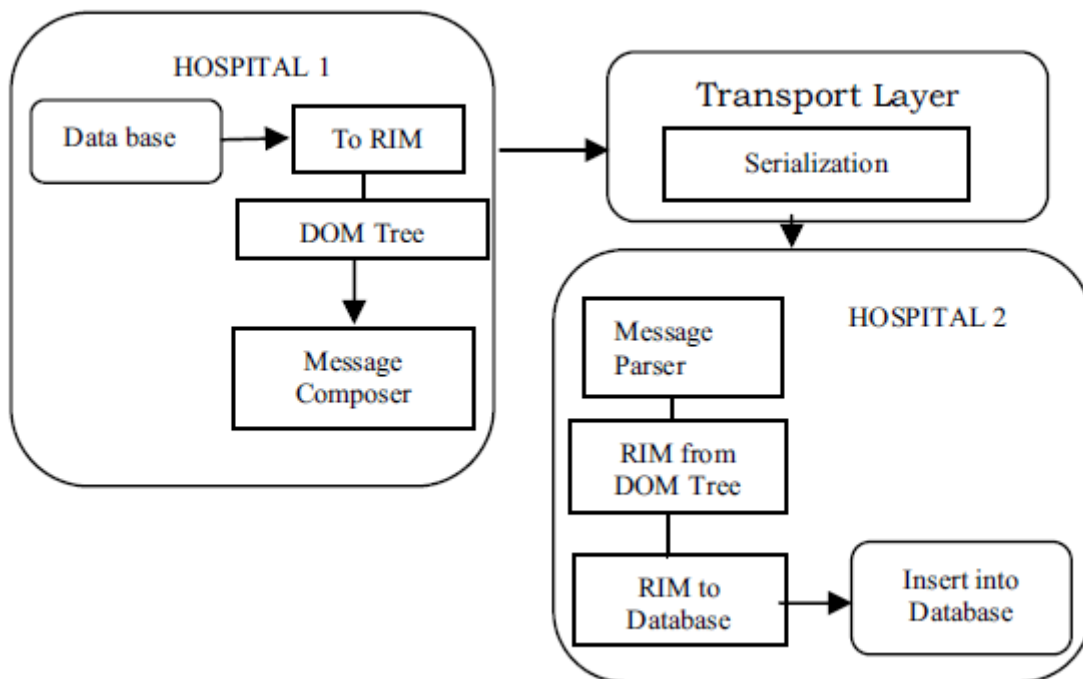 HOSPITAL 1
Data base
To RIM
DOM Tree
Message
Composer
Transport Layer
Serialization
HOSPITAL 2
Message
Parser
RIM from
DOM Tree
RIM to
Database
Insert into
Database